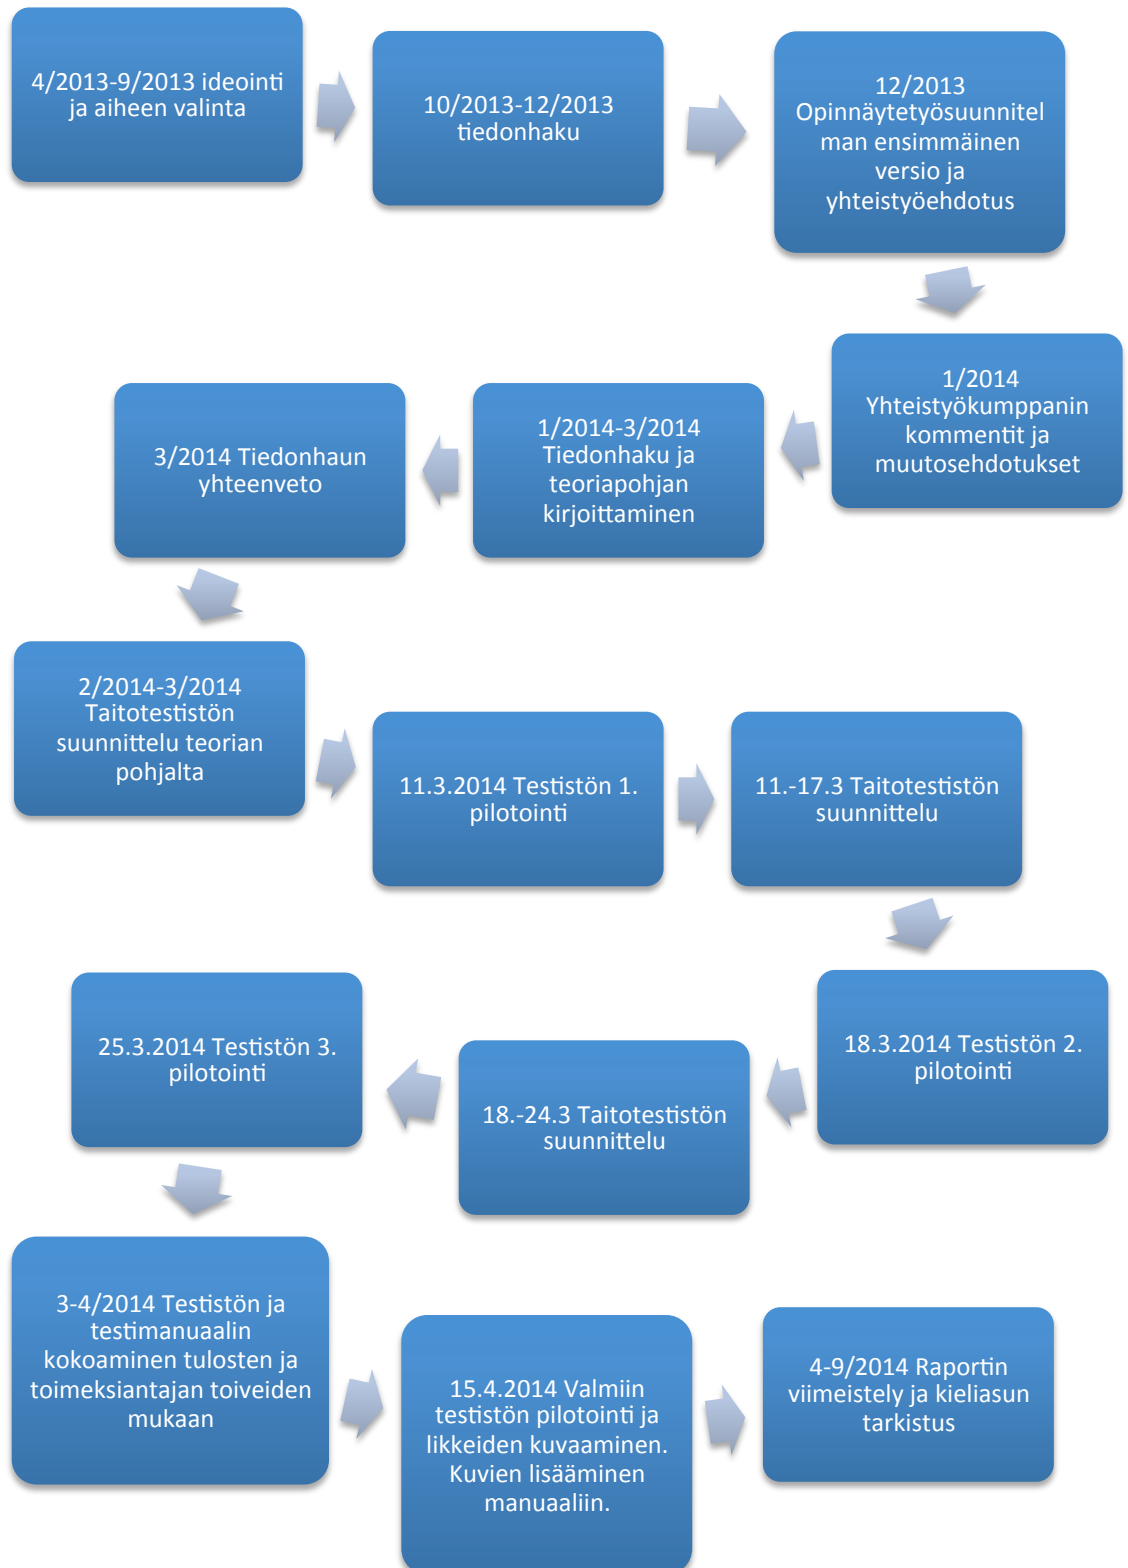 4/2013-9/2013 ideointi
ja aiheen valinta
10/2013-12/2013
tiedonhaku
12/2013
Opinnäytetyösuunnitel
man ensimmäinen
versio ja
yhteistyöehdotus
1/2014
Yhteistyökumppanin
kommentit ja
muutosehdotukset
1/2014-3/2014
Tiedonhaku ja
teoriapohjan
kirjoittaminen
3/2014 Tiedonhaun
yhteenveto
2/2014-3/2014
Taitotestistön
suunnittelu teorian
pohjalta
11.3.2014 Testistön 1.
pilotointi
11.-17.3 Taitotestistön
suunnittelu
18.3.2014 Testistön 2.
pilotointi
18.-24.3 Taitotestistön
suunnittelu
25.3.2014 Testistön 3.
pilotointi
3-4/2014 Testistön ja
testimanuaalin
kokoaminen tulosten ja
toimeksiantajan toiveiden
mukaan
15.4.2014 Valmiin
testistön pilotointi ja
likkeiden kuvaaminen.
Kuvien lisääminen
manuaaliin.
4-9/2014 Raportin
viimeistely ja kieliasun
tarkistus